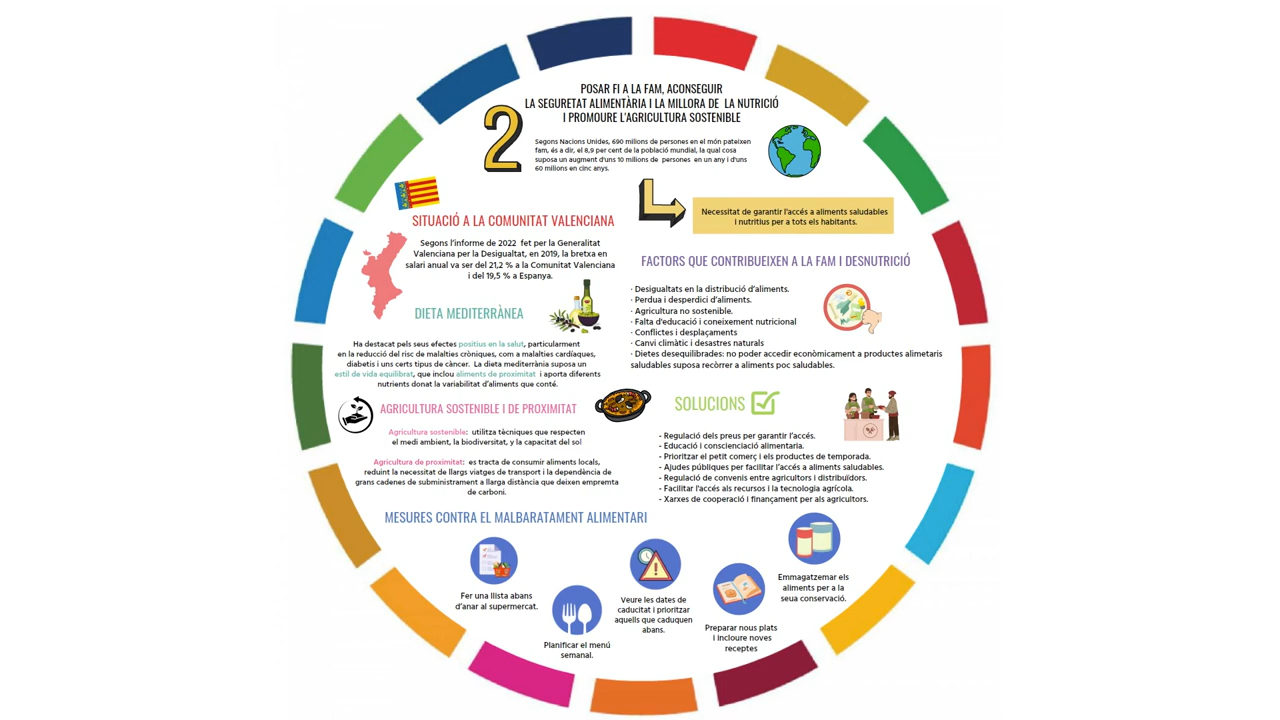 POSAR FI A LA FAM, ACONSEGUIR
LA SEGURETAT ALIMENTÀRIA I LA MILLORA DE LA NUTRICIÓ
I PROMOURE L'AGRICULTURA SOSTENIBLE
2
Segons Nacions Unides, 690 milions de persones en el món pateixen
fam, és a dir, el 8,9 per cent de la població mundial, la qual cosa
suposa un augment d'uns 10 milions de persones en un any i d'uns
60 milions en cinc anys.
Necessitat de garantir l'accés a aliments saludables
i nutritius per a tots els habitants.
SITUACIÓ A LA COMUNITAT VALENCIANA
Segons l'informe de 2022 fet per la Generalitat
Valenciana per la Desigualtat, en 2019, la bretxa en
salari anual va ser del 21,2 % a la Comunitat Valenciana
i del 19,5 % a Espanya.
FACTORS QUE CONTRIBUEIXEN A LA FAM I DESNUTRICIÓ
· Desigualtats en la distribució d'aliments.
· Perdua i desperdici d'aliments.
· Agricultura no sostenible.
· Falta d'educació i coneixement nutricional
· Conflictes i desplaçaments
· Canvi climàtic i desastres naturals
· Dietes desequilibrades: no poder accedir econòmicament a productes alimetaris
saludables suposa recòrrer a aliments poc saludables.
DIETA MEDITERRÀNEA
Ha destacat pels seus efectes positius en la salut, particularment
en la reducció del risc de malalties cròniques, com a malalties cardíaques,
diabetis i uns certs tipus de càncer. La dieta mediterrània suposa un
estil de vida equilibrat, que inclou aliments de proximitat i aporta diferents
nutrients donat la variabilitat d'aliments que conté.
AGRICULTURA SOSTENIBLE I DE PROXIMITAT
Agricultura sostenible: utilitza tècniques que respecten
el medi ambient, la biodiversitat, y la capacitat del sol
Agricultura de proximitat: es tracta de consumir aliments locals,
reduint la necessitat de llargs viatges de transport i la dependència de
grans cadenes de subministrament a llarga distància que deixen empremta
de carboni.
SOLUCIONS
- Regulació dels preus per garantir l'accés.
- Educació i conscienciació alimentaria.
- Prioritzar el petit comerç i els productes de temporada.
- Ajudes públiques per facilitar l'accés a aliments saludables.
- Regulació de convenis entre agricultors i distribuïdors.
- Facilitar l'accés als recursos i la tecnologia agrícola.
- Xarxes de cooperació i finançament per als agricultors.
MESURES CONTRA EL MALBARATAMENT ALIMENTARI
Fer una llista abans
d'anar al supermercat.
Planificar el menú
semanal.
Veure les dates de
caducitat i prioritzar
aquells que caduquen
abans.
Preparar nous plats
i incloure noves
receptes
Emmagatzemar els
aliments per a la
seua conservació.